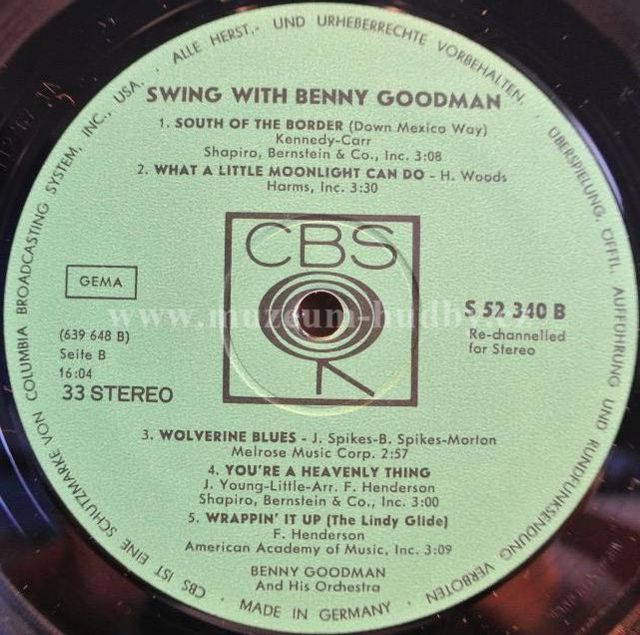 CBS IST EINE SCHUTZMARKE VON COLUMBIA BROADCASTING SYSTEM, INC., USA. ALLE HERST.- UND URHEBERRECHTE VORBEHALTEN. ÜBERSPIELUNG, ÖFFTL. AUFFÜHRUNG UND RUNDFUNKSENDUNG VERBOTEN
SWING WITH BENNY GOODMAN
1. SOUTH OF THE BORDER (Down Mexico Way)
Kennedy-Carr
Shapiro, Bernstein & Co., Inc. 3:08
2. WHAT A LITTLE MOONLIGHT CAN DO - H. Woods
Harms, Inc. 3:30
CBS
GEMA
S 52 340 B
Re-channelled
for Stereo
(639 648 B)
Seite B
16:04
33 STEREO
3. WOLVERINE BLUES - J. Spikes-B. Spikes-Morton
Melrose Music Corp. 2:57
4. YOU'RE A HEAVENLY THING
J. Young-Little-Arr. F. Henderson
Shapiro, Bernstein & Co., Inc. 3:00
5. WRAPPIN' IT UP (The Lindy Glide)
F. Henderson
American Academy of Music, Inc. 3:09
BENNY GOODMAN
And His Orchestra
• MADE IN GERMANY •